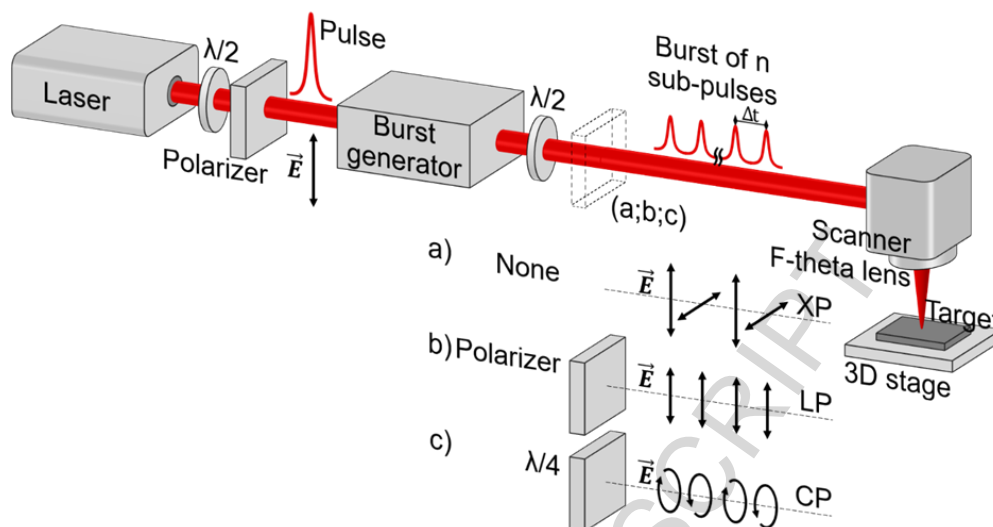 Laser
λ/2
Polarizer
Pulse
E
Burst
generator
λ/2
(a;b;c)
Burst of n
sub-pulses
Δt
Scanner
F-theta lens
Target
3D stage
a)
None
E
XP
b)
Polarizer
E
LP
c)
λ/4
E
CP
SCRIPT